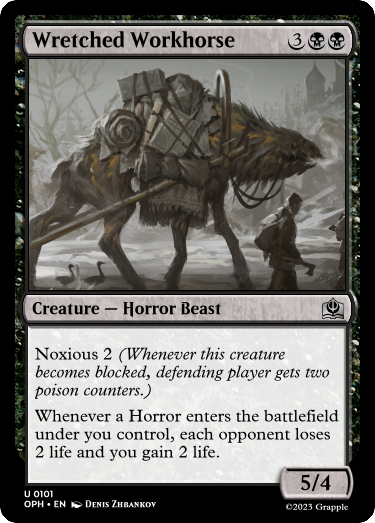 Wretched Workhorse 3
Creature — Horror Beast
Noxious 2 (Whenever this creature
becomes blocked, defending player gets two
poison counters.)
Whenever a Horror enters the battlefield
under you control, each opponent loses
2 life and you gain 2 life.
5/4
U 0101
OPH • EN Denis Zhbankov
©2023 Grapple